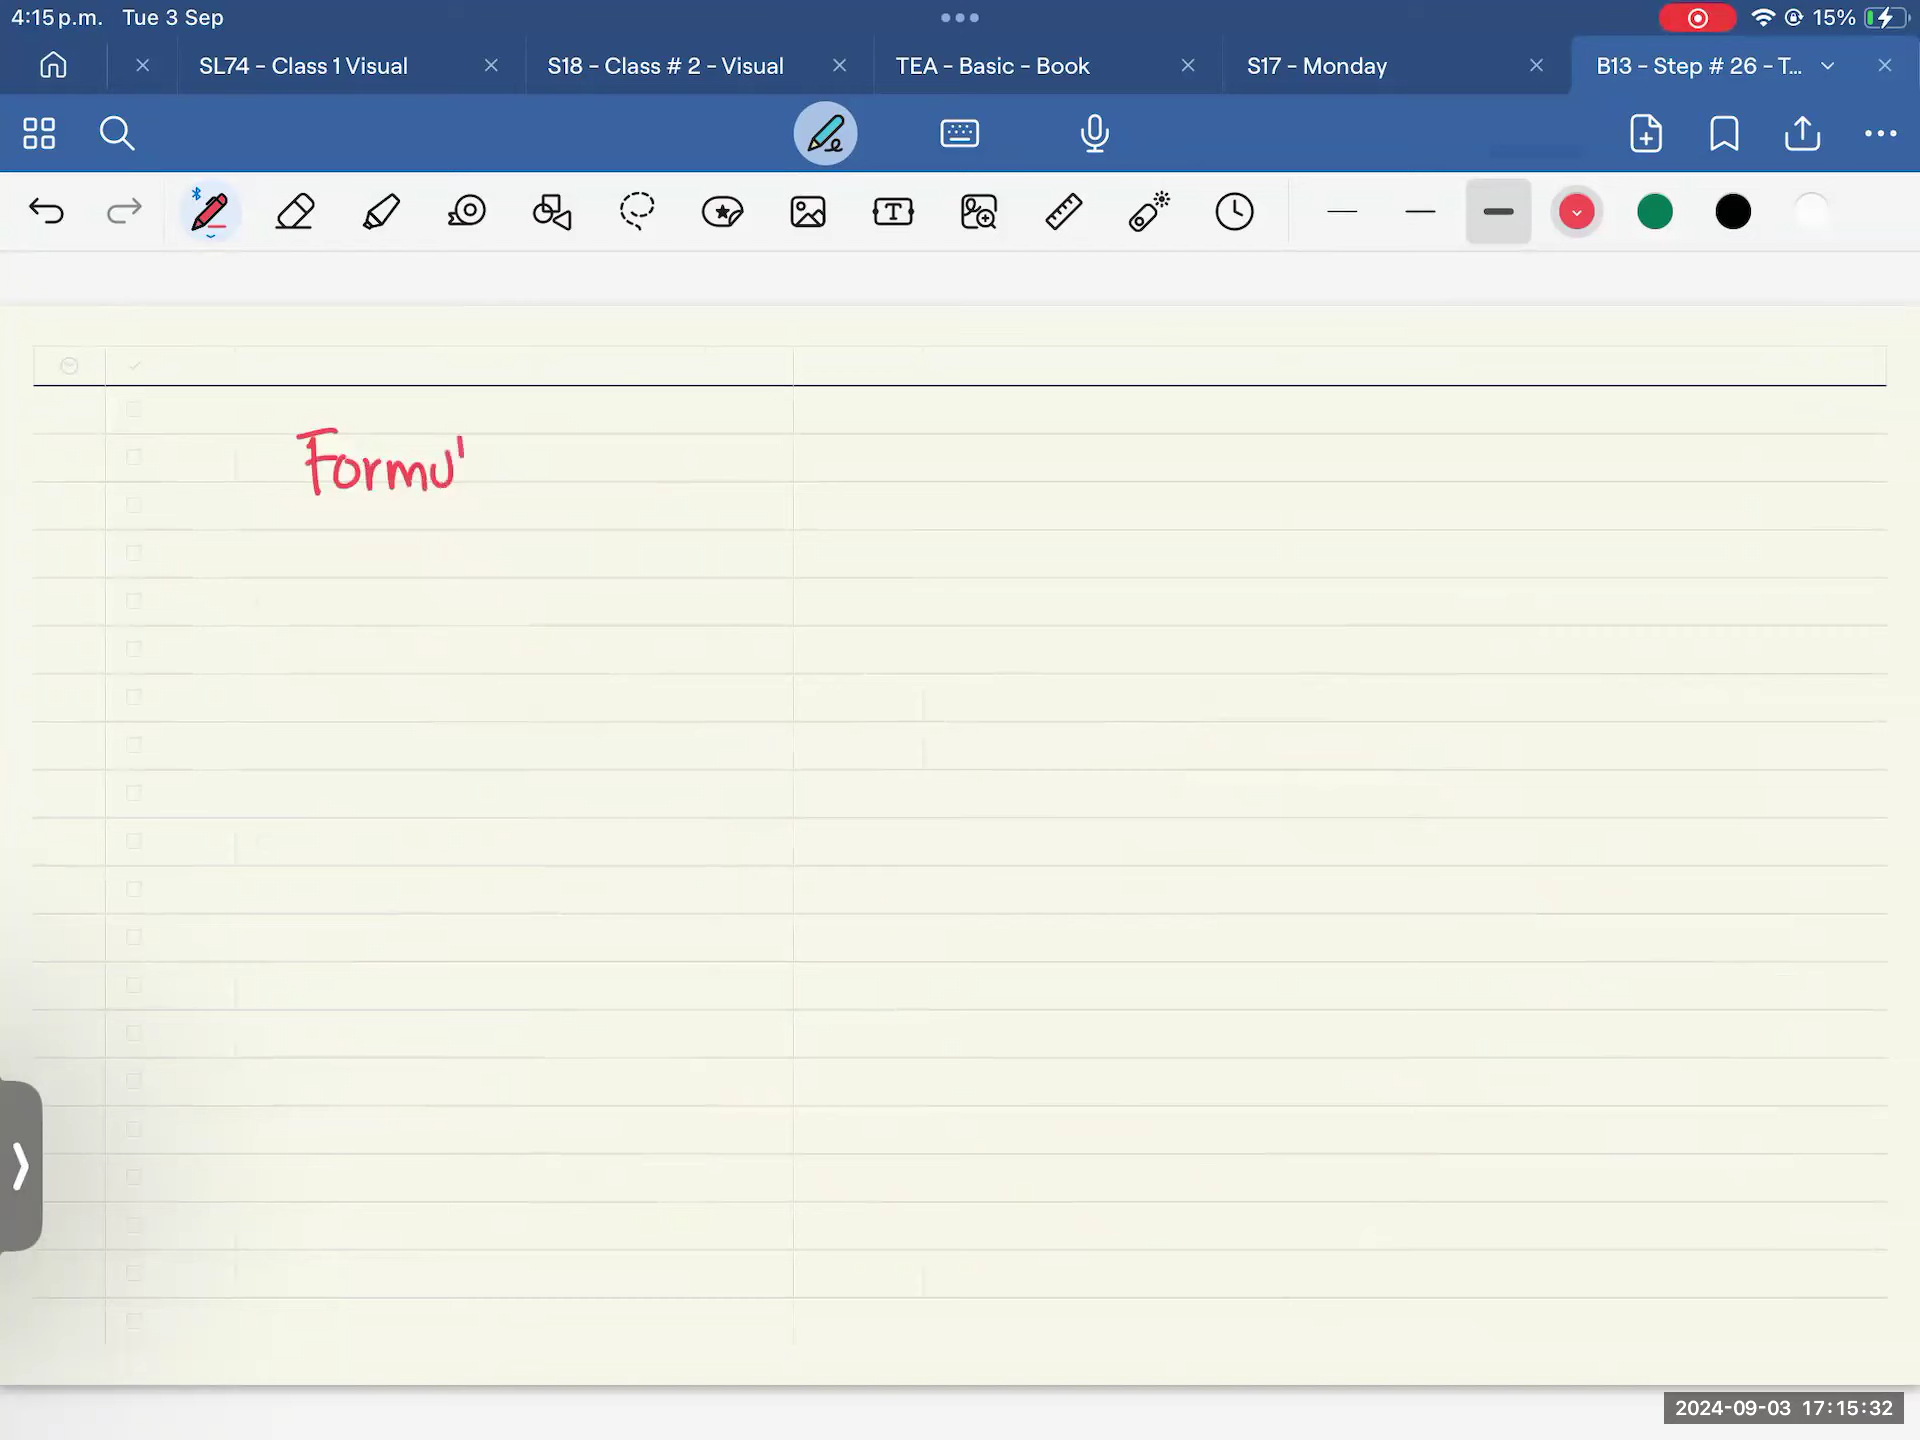 4:15 p.m. Tue 3 Sep
15%
SL74 - Class 1 Visual
S18 - Class # 2 - Visual
TEA - Basic - Book
S17 - Monday
B13 - Step # 26 - T...
Formu'
2024-09-03 17:15:32